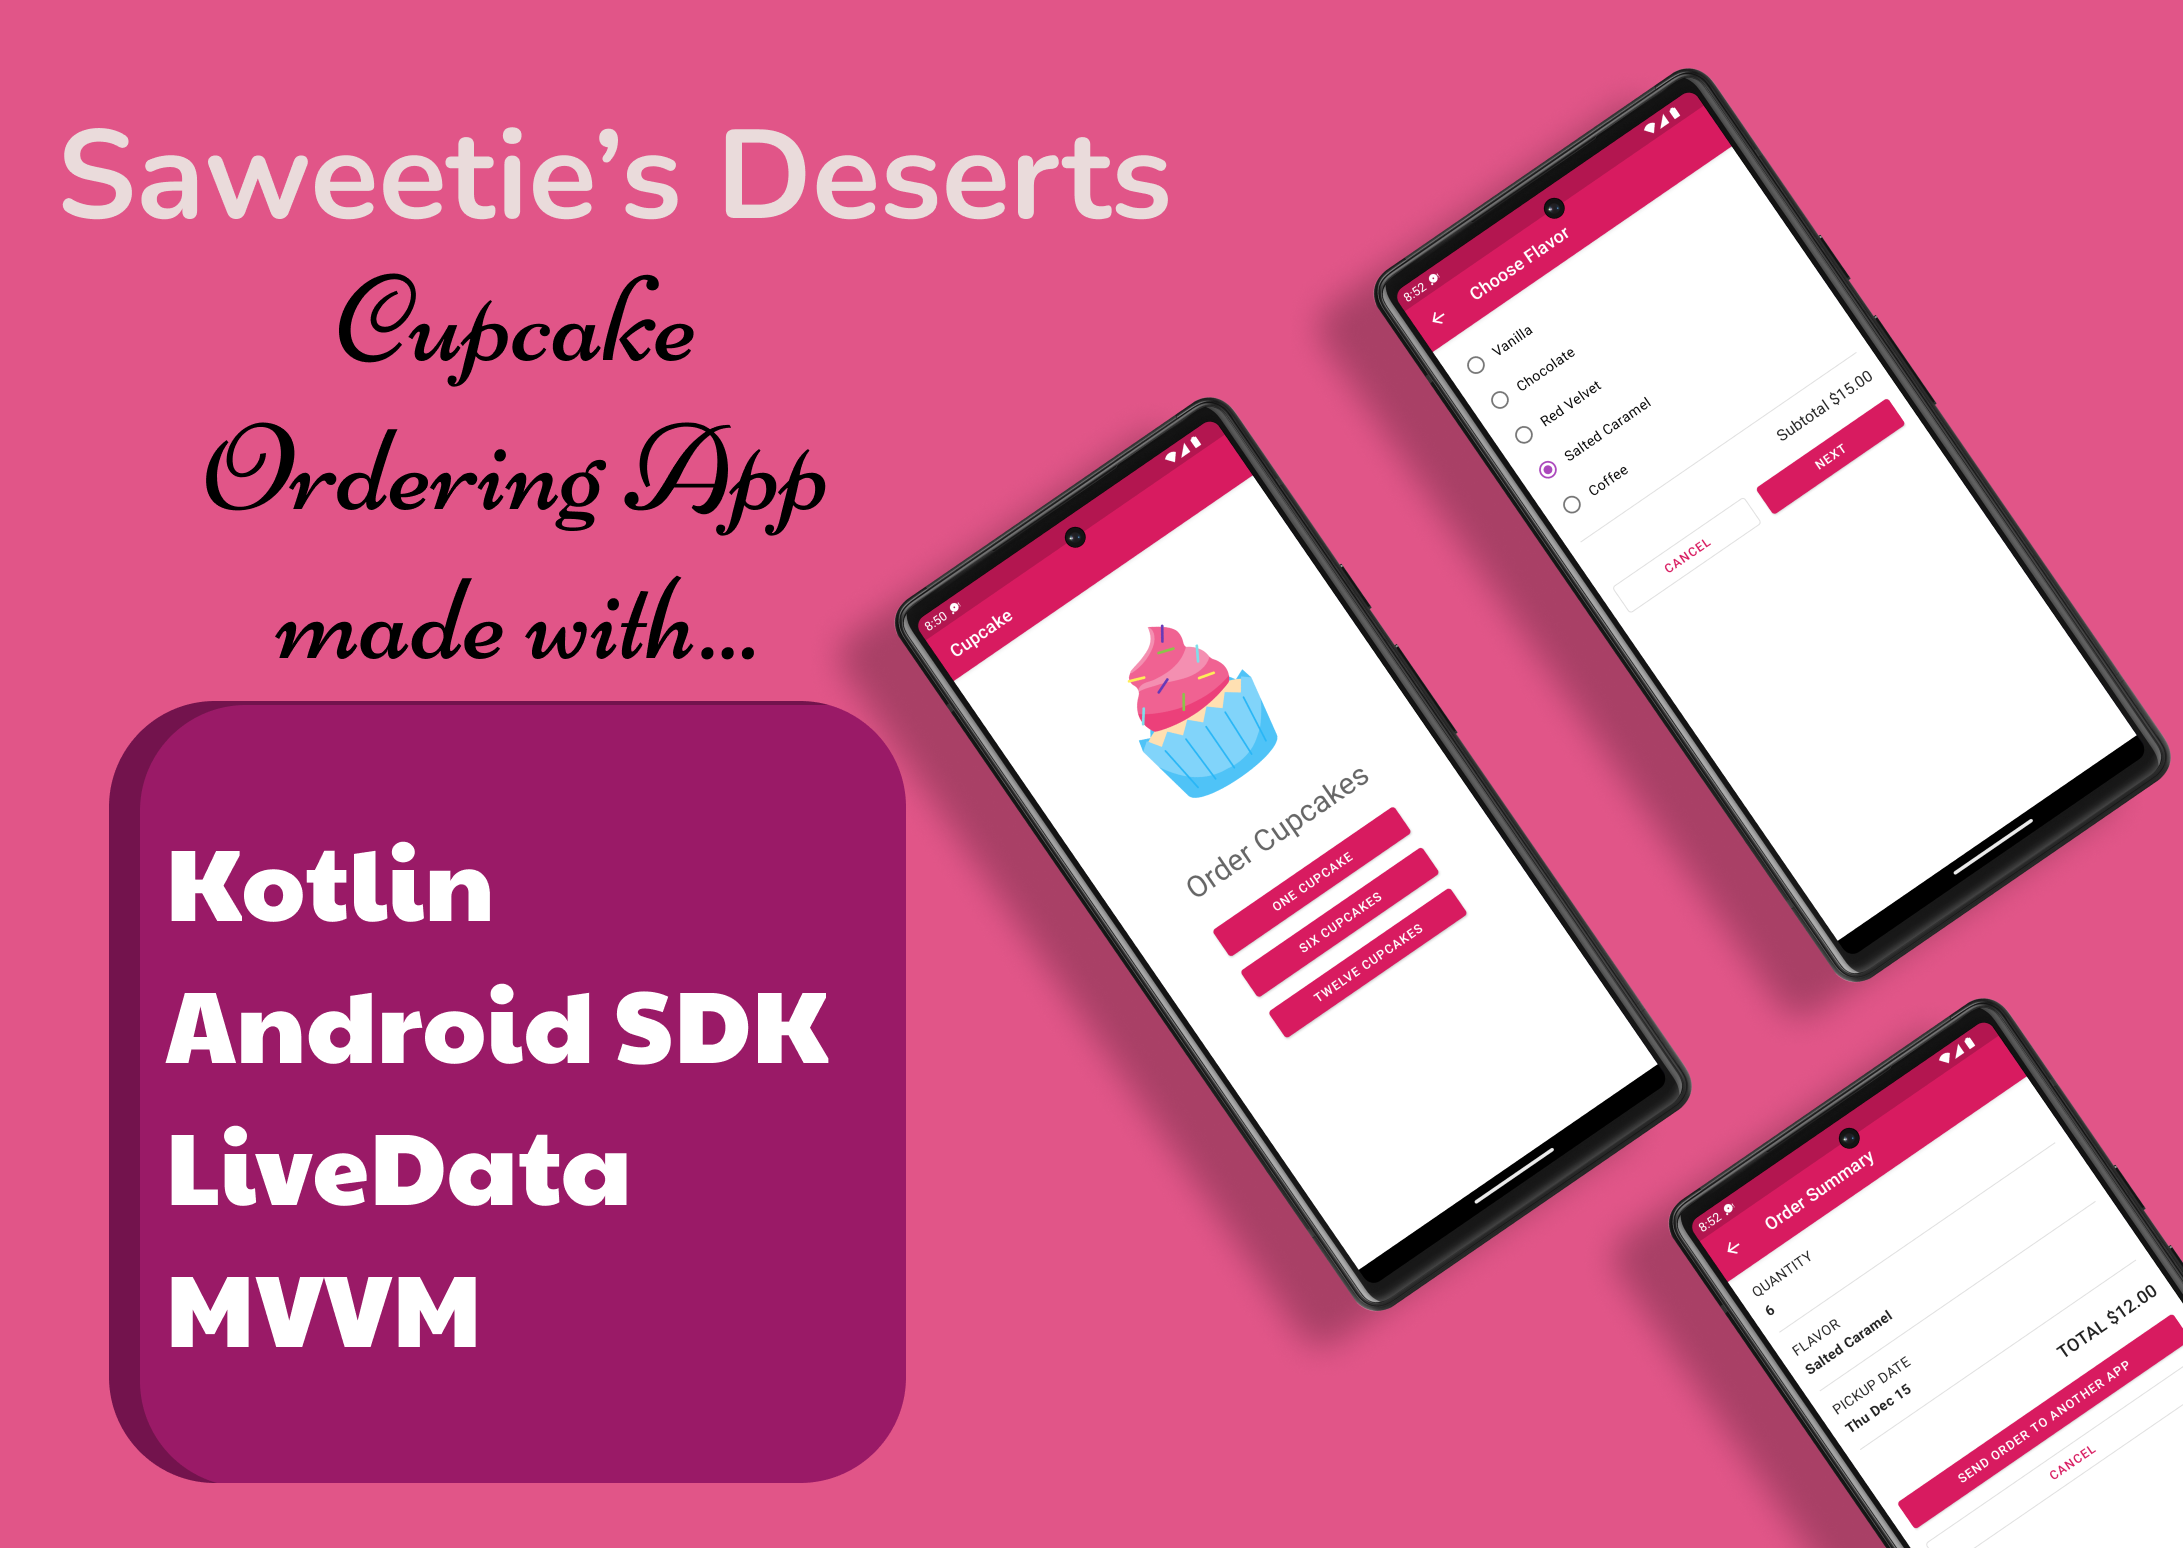 Saweetie’s Deserts
Cupcake
Ordering App
made with...
Kotlin
Android SDK
LiveData
MVVM
8:50
Cupcake
Order Cupcakes
ONE CUPCAKE
SIX CUPCAKES
TWELVE CUPCAKES
8:52
Choose Flavor
Vanilla
Chocolate
Red Velvet
Salted Caramel
Coffee
Subtotal $15.00
CANCEL
NEXT
8:52
Order Summary
QUANTITY
6
FLAVOR
Salted Caramel
PICKUP DATE
Thu Dec 15
TOTAL $12.00
SEND ORDER TO ANOTHER APP
CANCEL